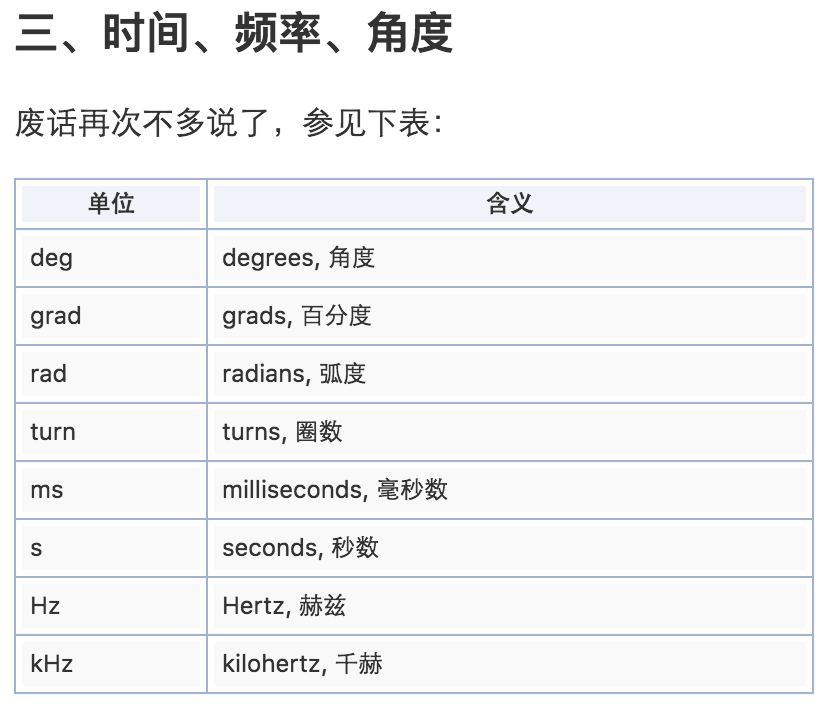 三、时间、频率、角度
废话再次不多说了，参见下表：
单位 含义
deg degrees, 角度
grad grads, 百分度
rad radians, 弧度
turn turns, 圈数
ms milliseconds, 毫秒数
s seconds, 秒数
Hz Hertz, 赫兹
kHz kilohertz, 千赫